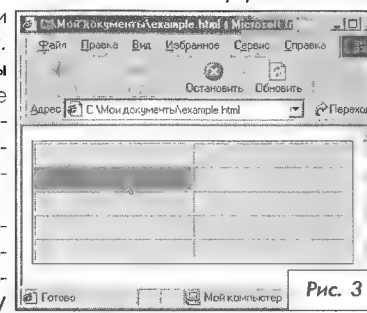 и
C:\Мои документы\example.html | Microsoft
Файл Правка Вид Избранное Сервис Справка
Остановить Обновить
Адрес C:\Мои документы\example.html Переход
ы
е
Готово
Мой компьютер
Рис. 3
у